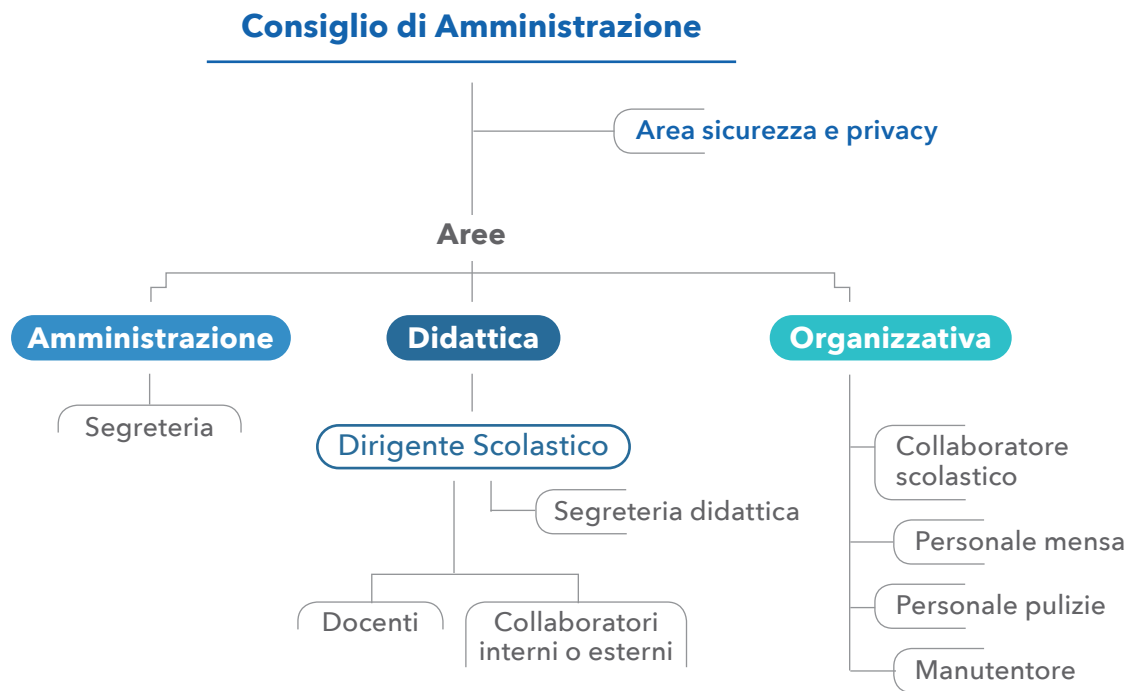 Consiglio di Amministrazione
Area sicurezza e privacy
Aree
Amministrazione
Didattica
Organizzativa
Segreteria
Dirigente Scolastico
Segreteria didattica
Docenti
Collaboratori
interni o esterni
Collaboratore
scolastico
Personale mensa
Personale pulizie
Manutentore